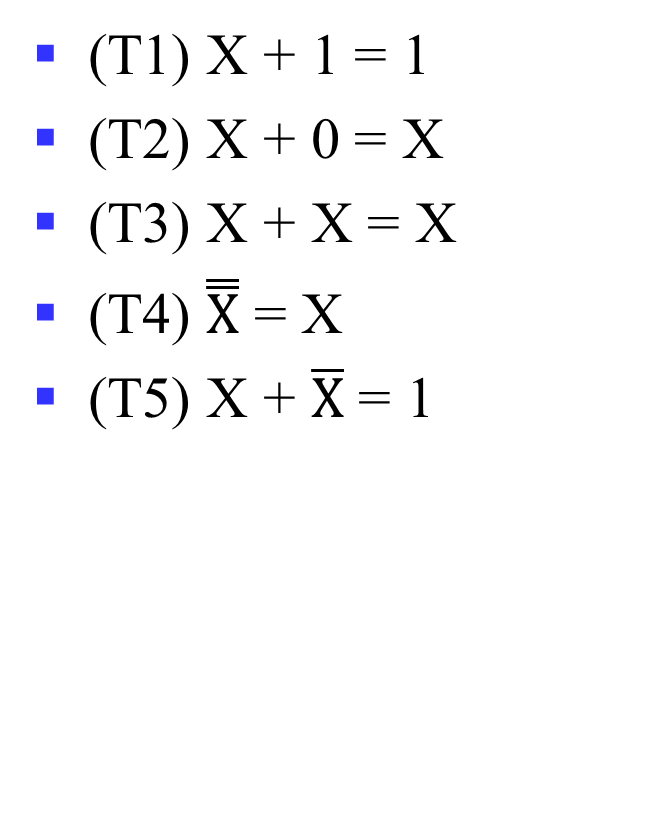 ▪ (T1) X + 1 = 1
▪ (T2) X + 0 = X
▪ (T3) X + X = X
▪ (T4) X̿ = X
▪ (T5) X + X̅ = 1